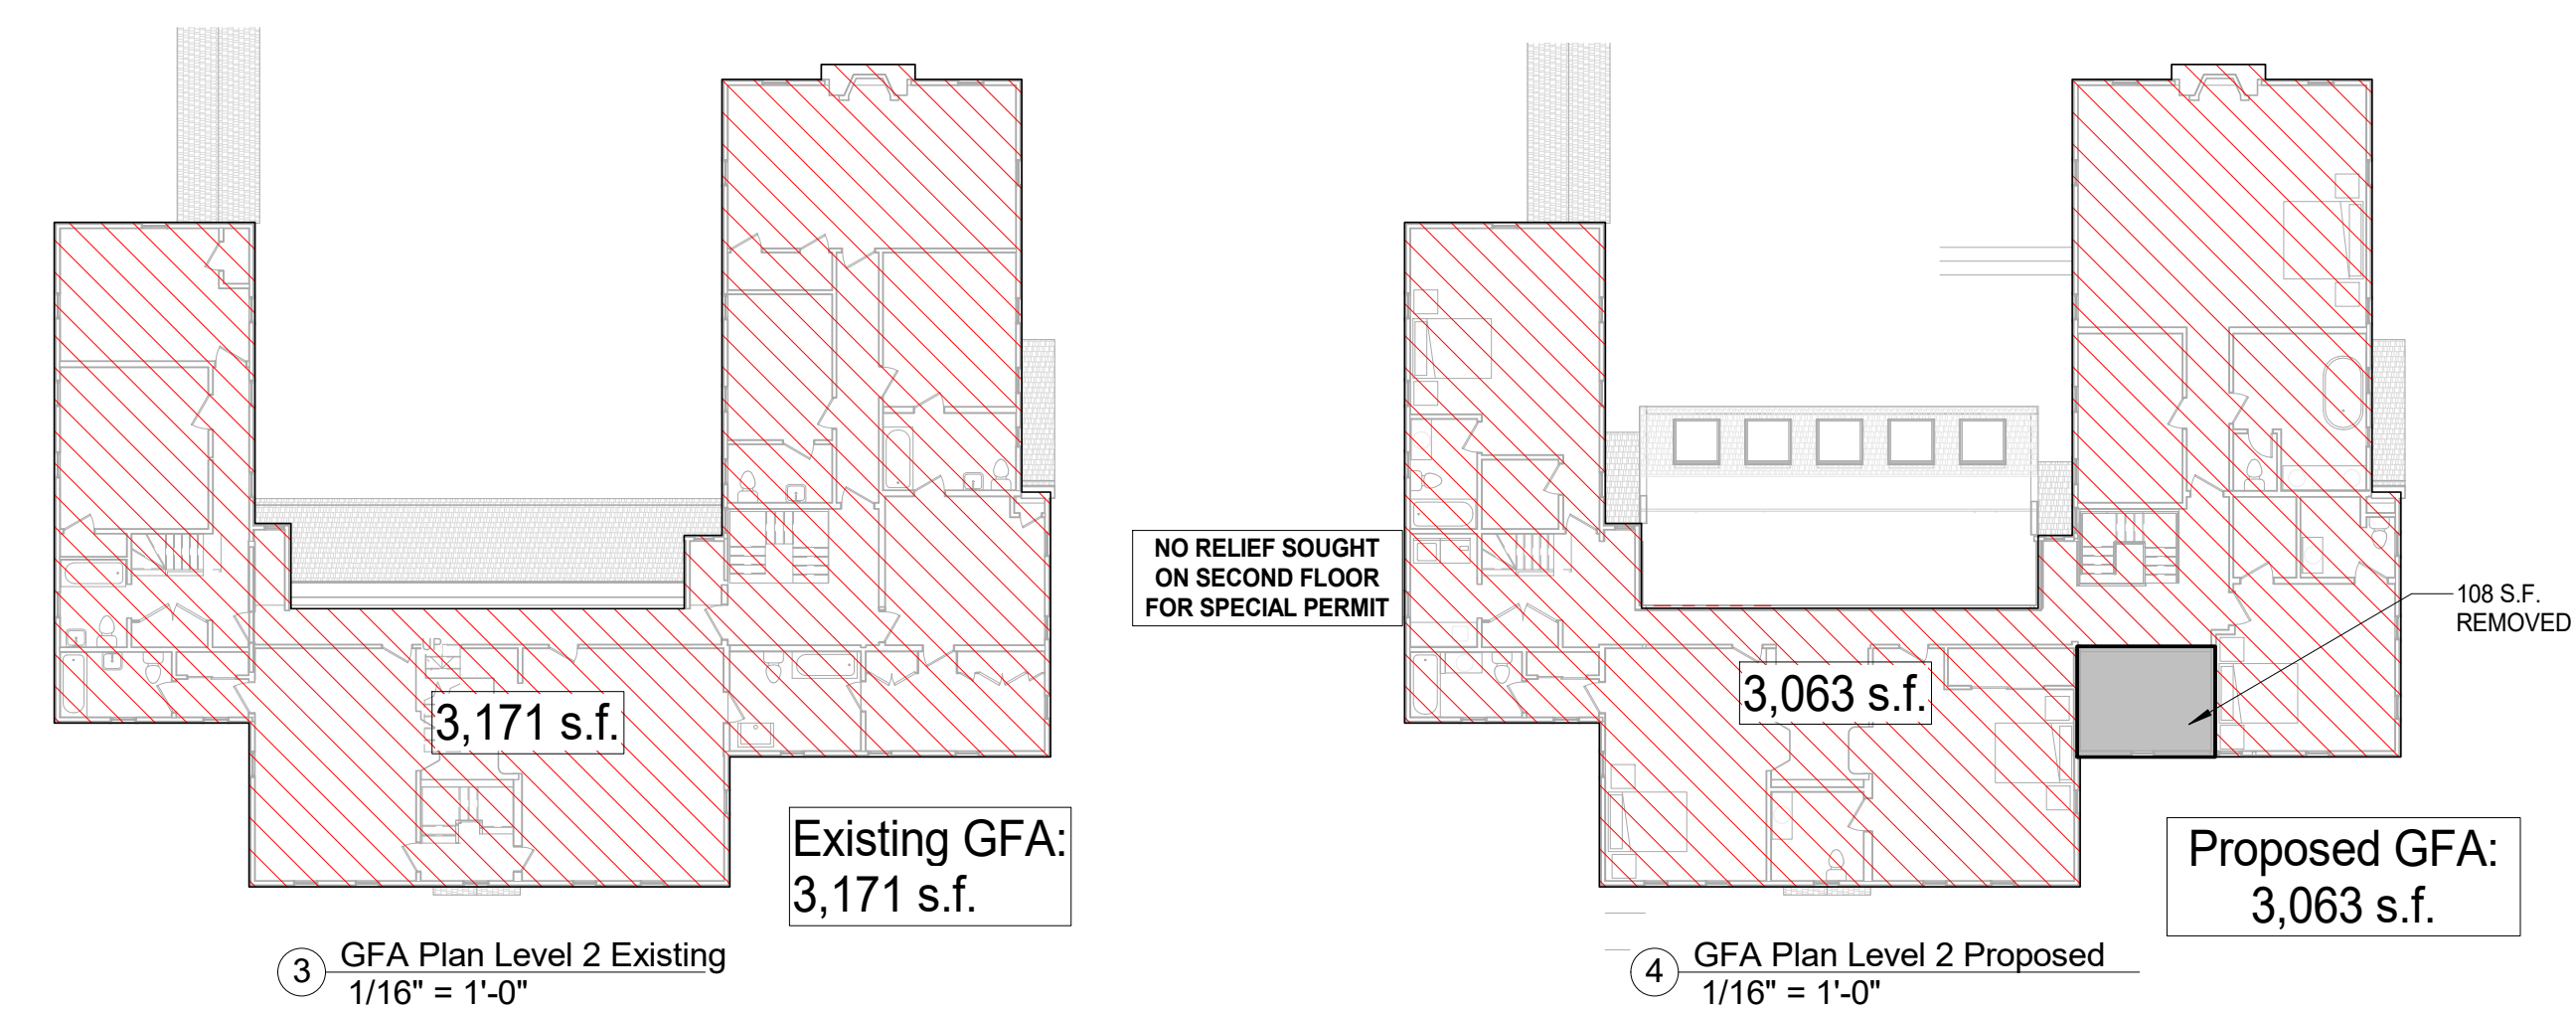 UP
3,171 s.f.
Existing GFA:
3,171 s.f.
3
GFA Plan Level 2 Existing
1/16" = 1'-0"
NO RELIEF SOUGHT
ON SECOND FLOOR
FOR SPECIAL PERMIT
3,063 s.f.
108 S.F.
REMOVED
Proposed GFA:
3,063 s.f.
4
GFA Plan Level 2 Proposed
1/16" = 1'-0"